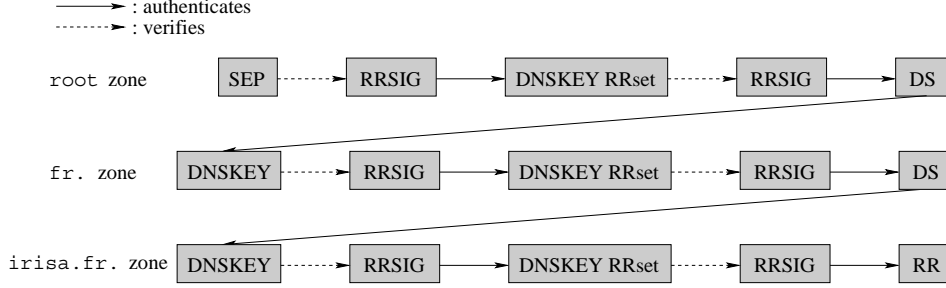 : authenticates
: verifies
root zone SEP RRSIG DNSKEY RRset RRSIG DS
fr. zone DNSKEY RRSIG DNSKEY RRset RRSIG DS
irisa.fr. zone DNSKEY RRSIG DNSKEY RRset RRSIG RR